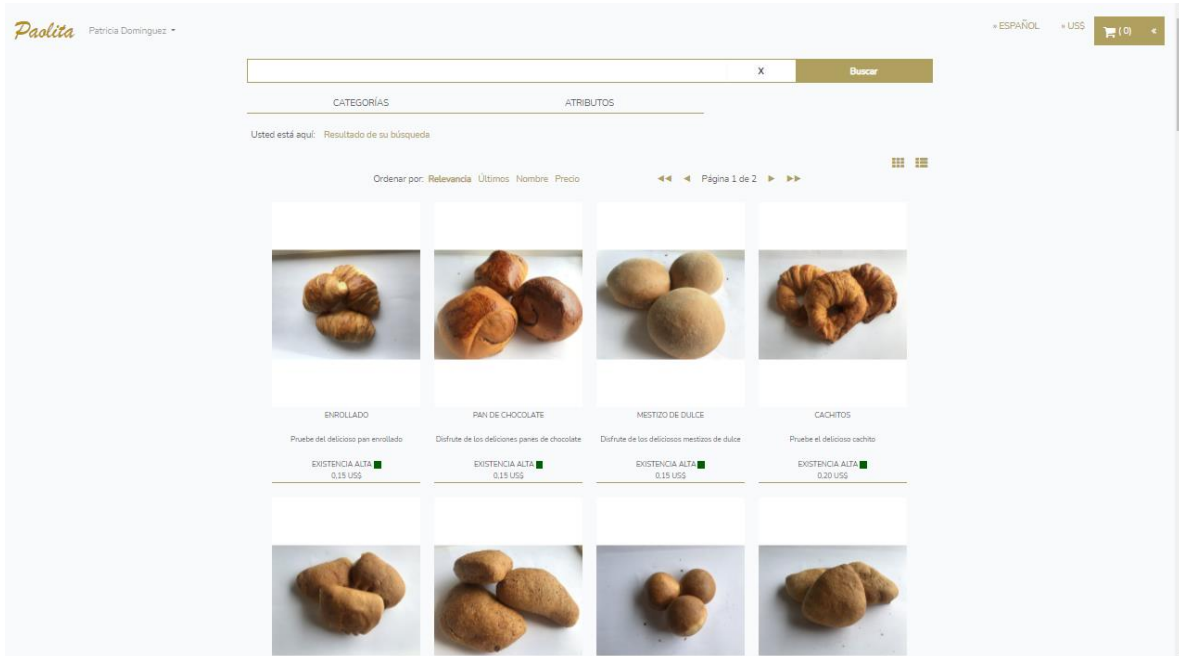 Paolita Patricia Dominguez
» ESPAÑOL » US$ ( 0) «
X Buscar
CATEGORÍAS ATRIBUTOS
Usted está aquí: Resultado de su búsqueda
Ordenar por: Relevancia Últimos Nombre Precio Página 1 de 2
ENROLLADO PAN DE CHOCOLATE MESTIZO DE DULCE CACHITOS
Pruebe del delicioso pan enrollado Disfrute de los deliciones panes de chocolate Disfrute de los deliciosos mestizos de dulce Pruebe el delicioso cachito
EXISTENCIA ALTA EXISTENCIA ALTA EXISTENCIA ALTA EXISTENCIA ALTA
0,15 US$ 0,15 US$ 0,15 US$ 0,20 US$